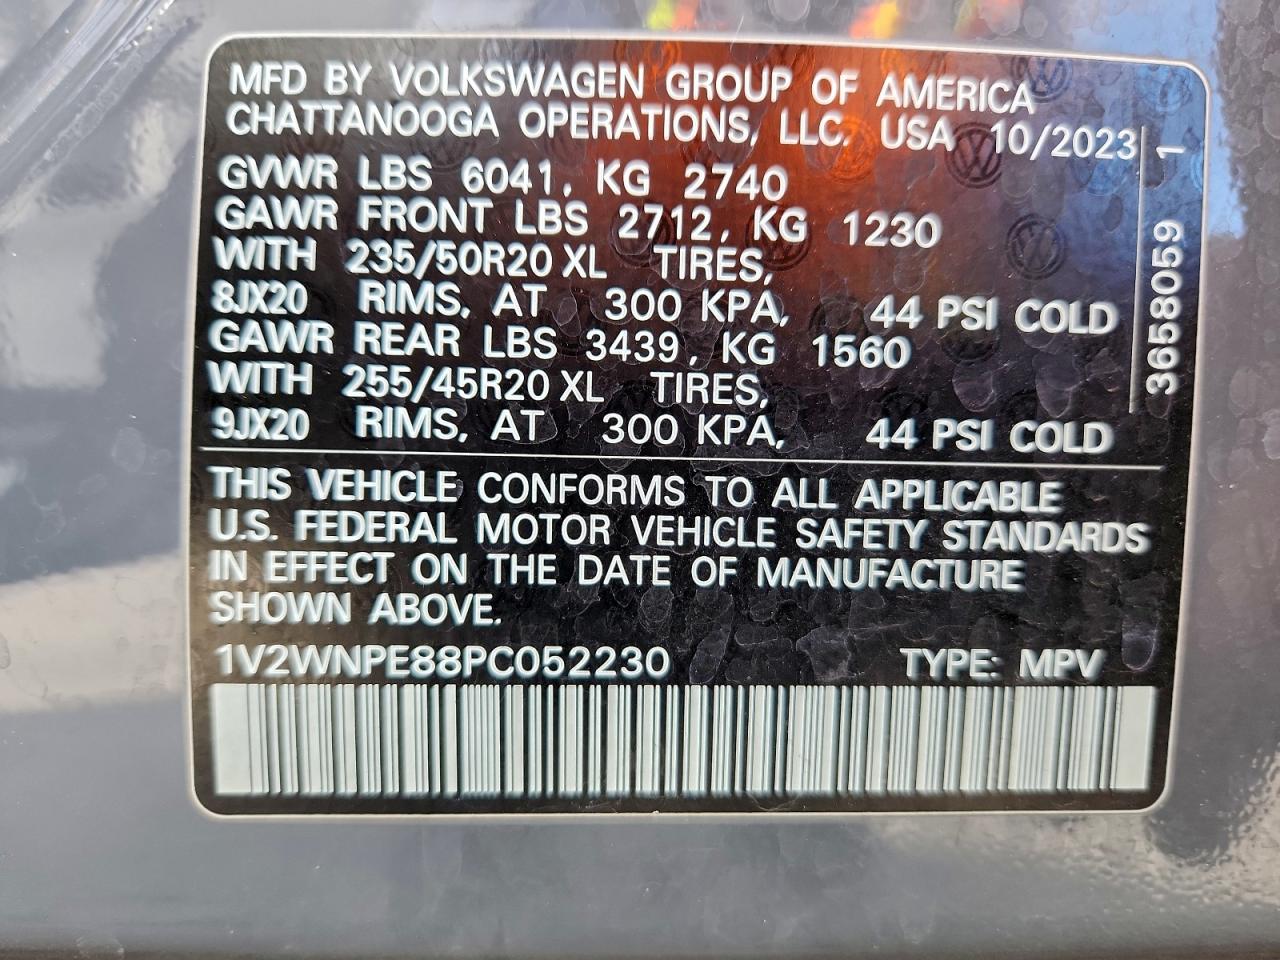 MFD BY VOLKSWAGEN GROUP OF AMERICA
CHATTANOOGA OPERATIONS, LLC, USA 10/2023
GVWR LBS 6041, KG 2740
GAWR FRONT LBS 2712, KG 1230
WITH 235/50R20 XL TIRES,
8JX20 RIMS, AT 300 KPA, 44 PSI COLD
GAWR REAR LBS 3439, KG 1560
WITH 255/45R20 XL TIRES,
9JX20 RIMS, AT 300 KPA, 44 PSI COLD
3658059 1
THIS VEHICLE CONFORMS TO ALL APPLICABLE
U.S. FEDERAL MOTOR VEHICLE SAFETY STANDARDS
IN EFFECT ON THE DATE OF MANUFACTURE
SHOWN ABOVE.
1V2WNPE88PC052230 TYPE: MPV